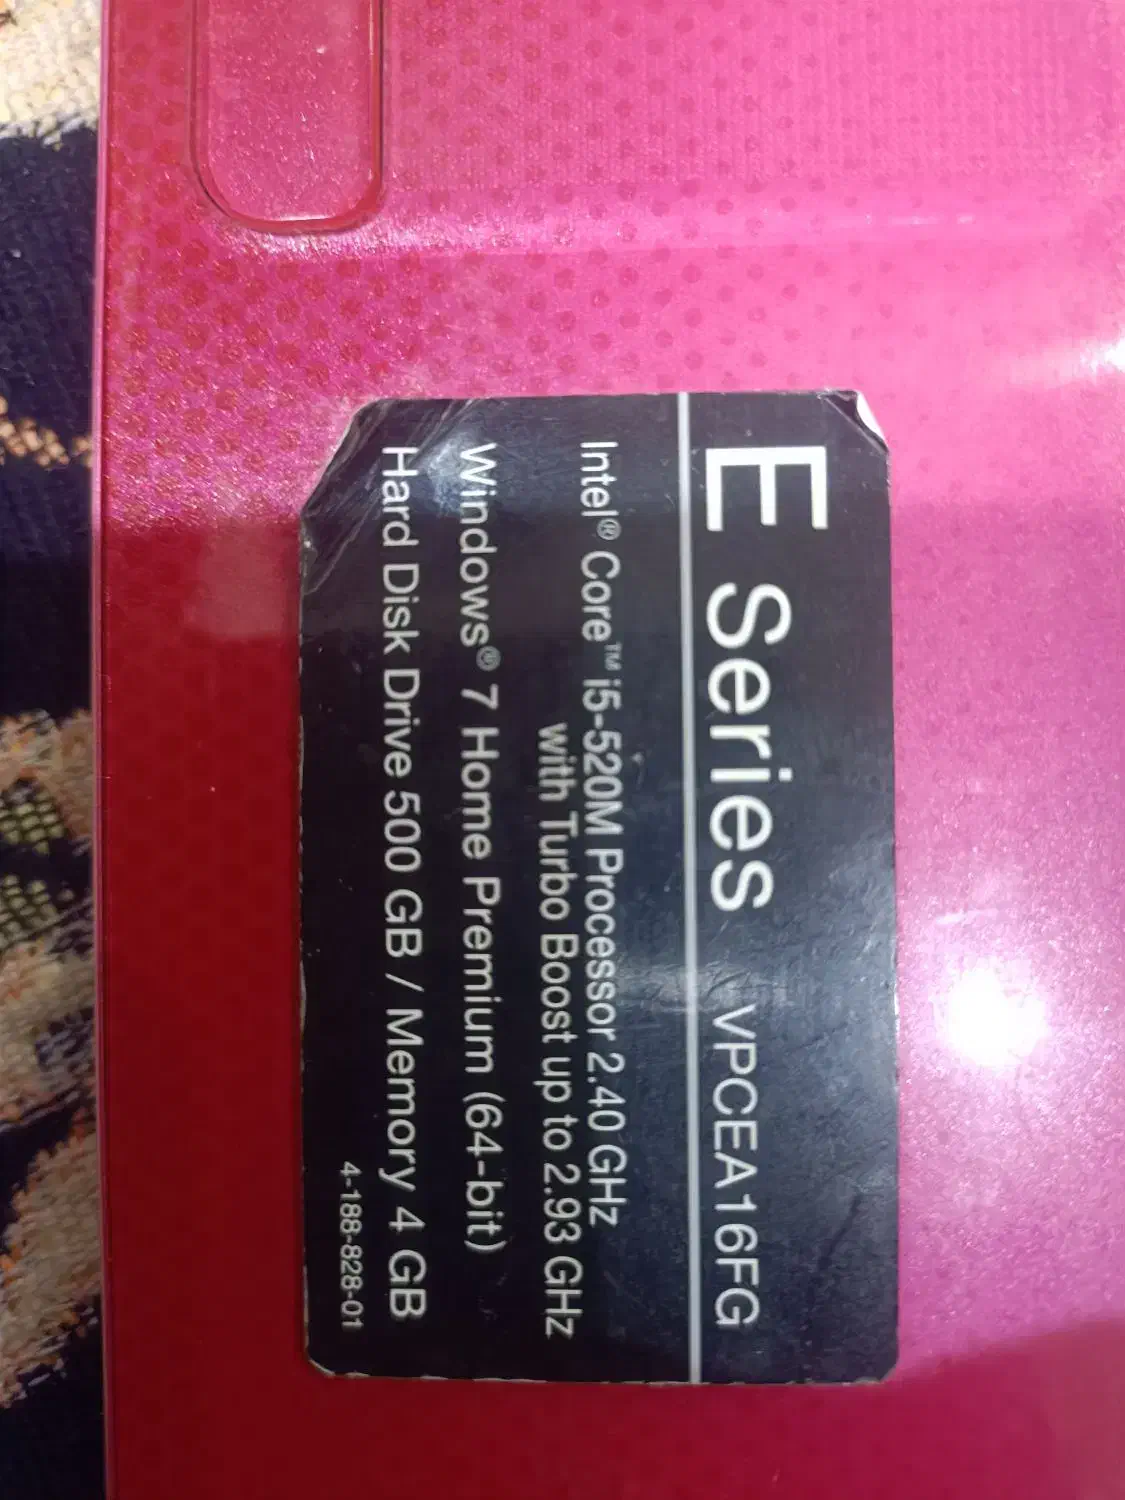 E Series VPCEA16FG
Intel® Core™ i5-520M Processor 2.40 GHz
with Turbo Boost up to 2.93 GHz
Windows® 7 Home Premium (64-bit)
Hard Disk Drive 500 GB / Memory 4 GB
4-188-828-01